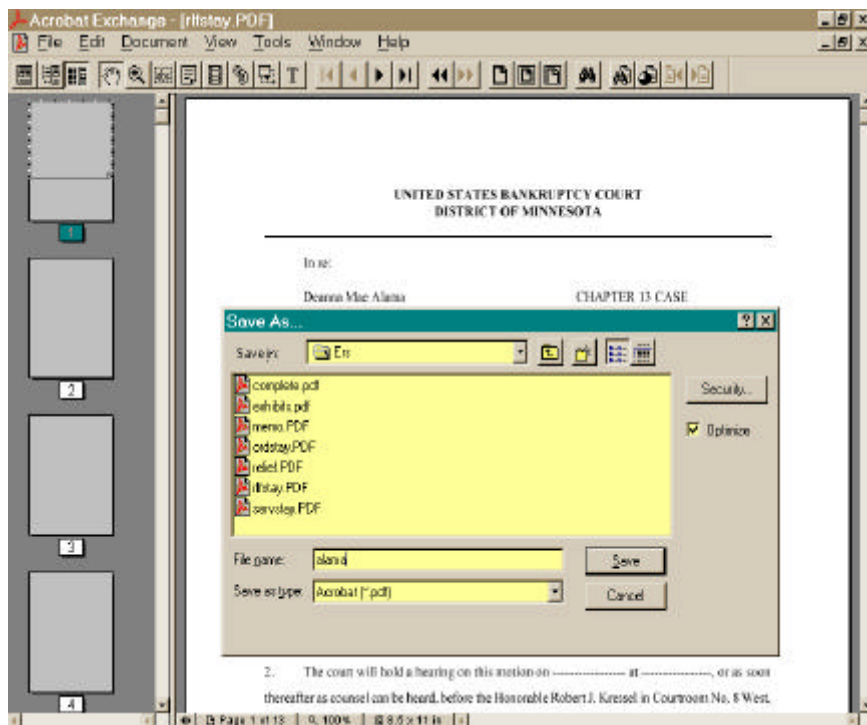 Acrobat Exchange - [rlfstay.PDF]
File Edit Document View Tools Window Help
T
UNITED STATES BANKRUPTCY COURT
DISTRICT OF MINNESOTA
In re:
Deanna Mae Alama CHAPTER 13 CASE
Save As...
Save in: Ers
complete.pdf
exhibits.pdf
memo.PDF
ordstay.PDF
relief.PDF
rlfstay.PDF
servstay.PDF
Security...
Optimize
File name: alama
Save
Save as type: Acrobat (*.pdf)
Cancel
2. The court will hold a hearing on this motion on ------------------ at -----------------, or as soon
thereafter as counsel can be heard, before the Honorable Robert J. Kressel in Courtroom No. 8 West,
1
2
3
4
Page 1 of 13 100% 8.5 x 11 in